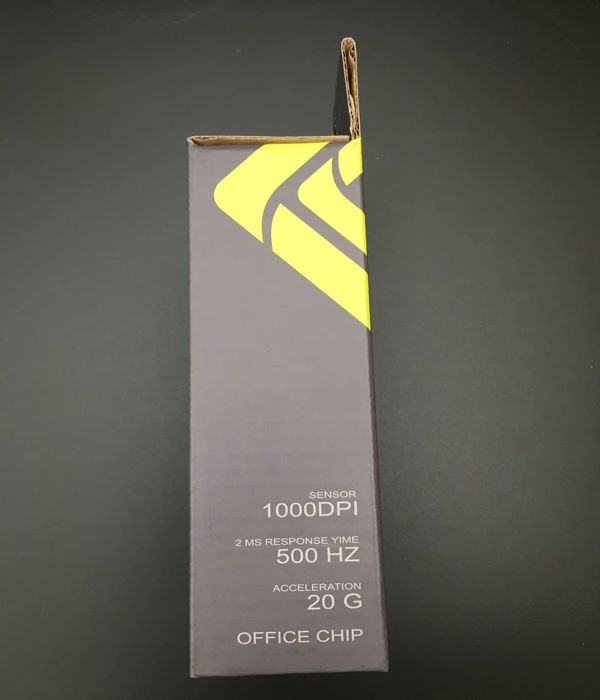 SENSOR
1000DPI
2 MS RESPONSE YIME
500 HZ
ACCELERATION
20 G
OFFICE CHIP